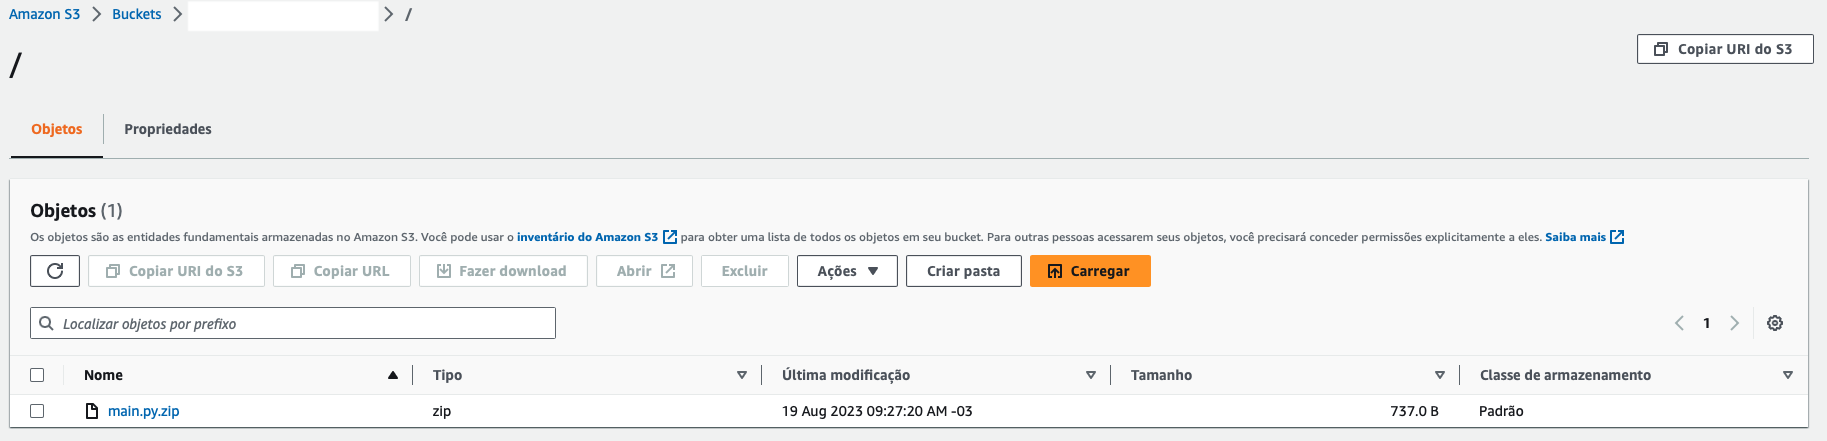 Amazon S3 > Buckets > > /
/
Copiar URI do S3
Objetos Propriedades
Objetos (1)
Os objetos são as entidades fundamentais armazenadas no Amazon S3. Você pode usar o inventário do Amazon S3 para obter uma lista de todos os objetos em seu bucket. Para outras pessoas acessarem seus objetos, você precisará conceder permissões explicitamente a eles. Saiba mais
Copiar URI do S3 Copiar URL Fazer download Abrir Excluir Ações Criar pasta Carregar
Localizar objetos por prefixo
1
Nome Tipo Última modificação Tamanho Classe de armazenamento
main.py.zip zip 19 Aug 2023 09:27:20 AM -03 737.0 B Padrão